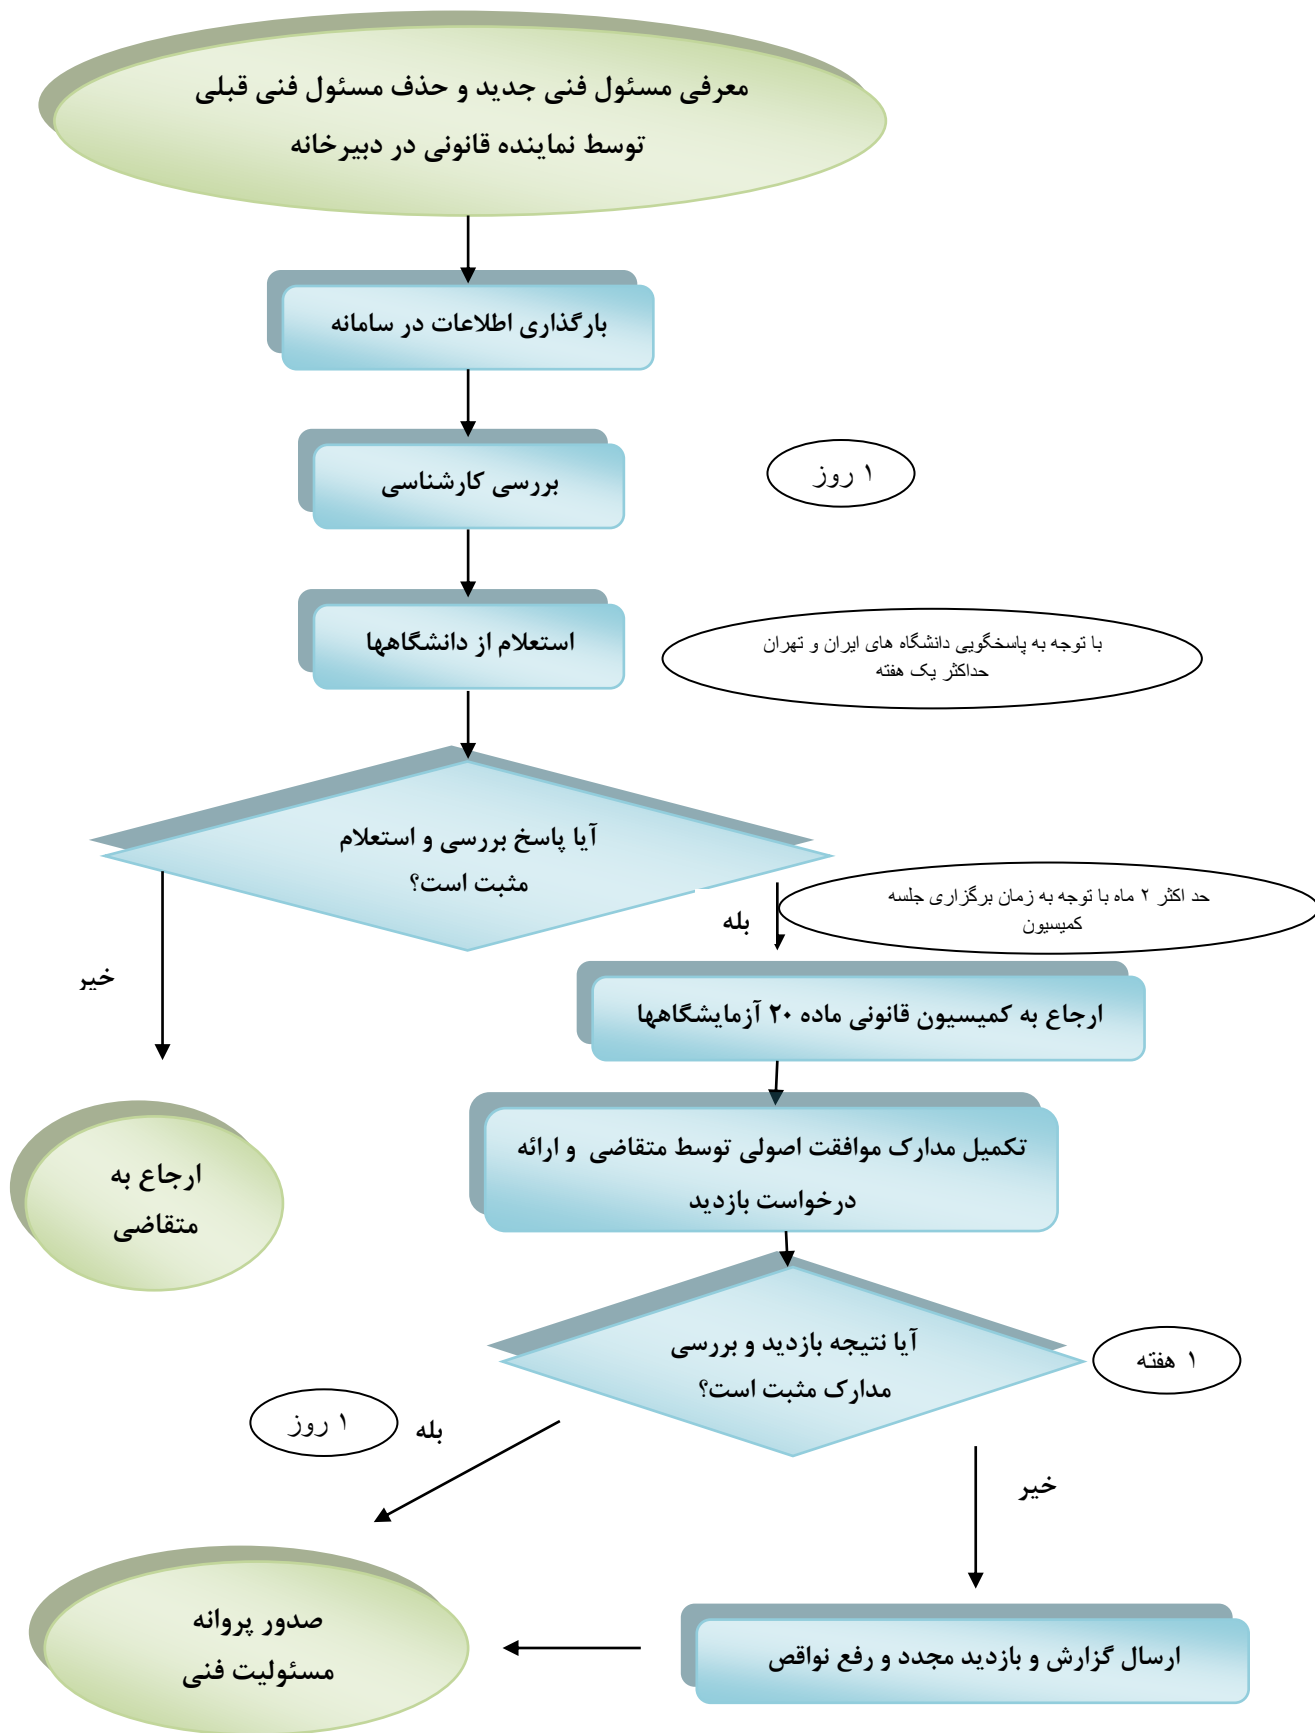 معرفی مسئول فنی جدید و حذف مسئول فنی قبلی
توسط نماینده قانونی در دبیرخانه
بارگذاری اطلاعات در سامانه
بررسی کارشناسی
۱ روز
استعلام از دانشگاهها
با توجه به پاسخگویی دانشگاه های ایران و تهران
حداکثر یک هفته
آیا پاسخ بررسی و استعلام
مثبت است؟
حد اکثر ۲ ماه با توجه به زمان برگزاری جلسه
کمیسیون
بله
خیر
ارجاع به کمیسیون قانونی ماده ۲۰ آزمایشگاهها
تکمیل مدارک موافقت اصولی توسط متقاضی و ارائه
درخواست بازدید
ارجاع به
متقاضی
آیا نتیجه بازدید و بررسی
مدارک مثبت است؟
۱ هفته
بله
۱ روز
خیر
صدور پروانه
مسئولیت فنی
ارسال گزارش و بازدید مجدد و رفع نواقص